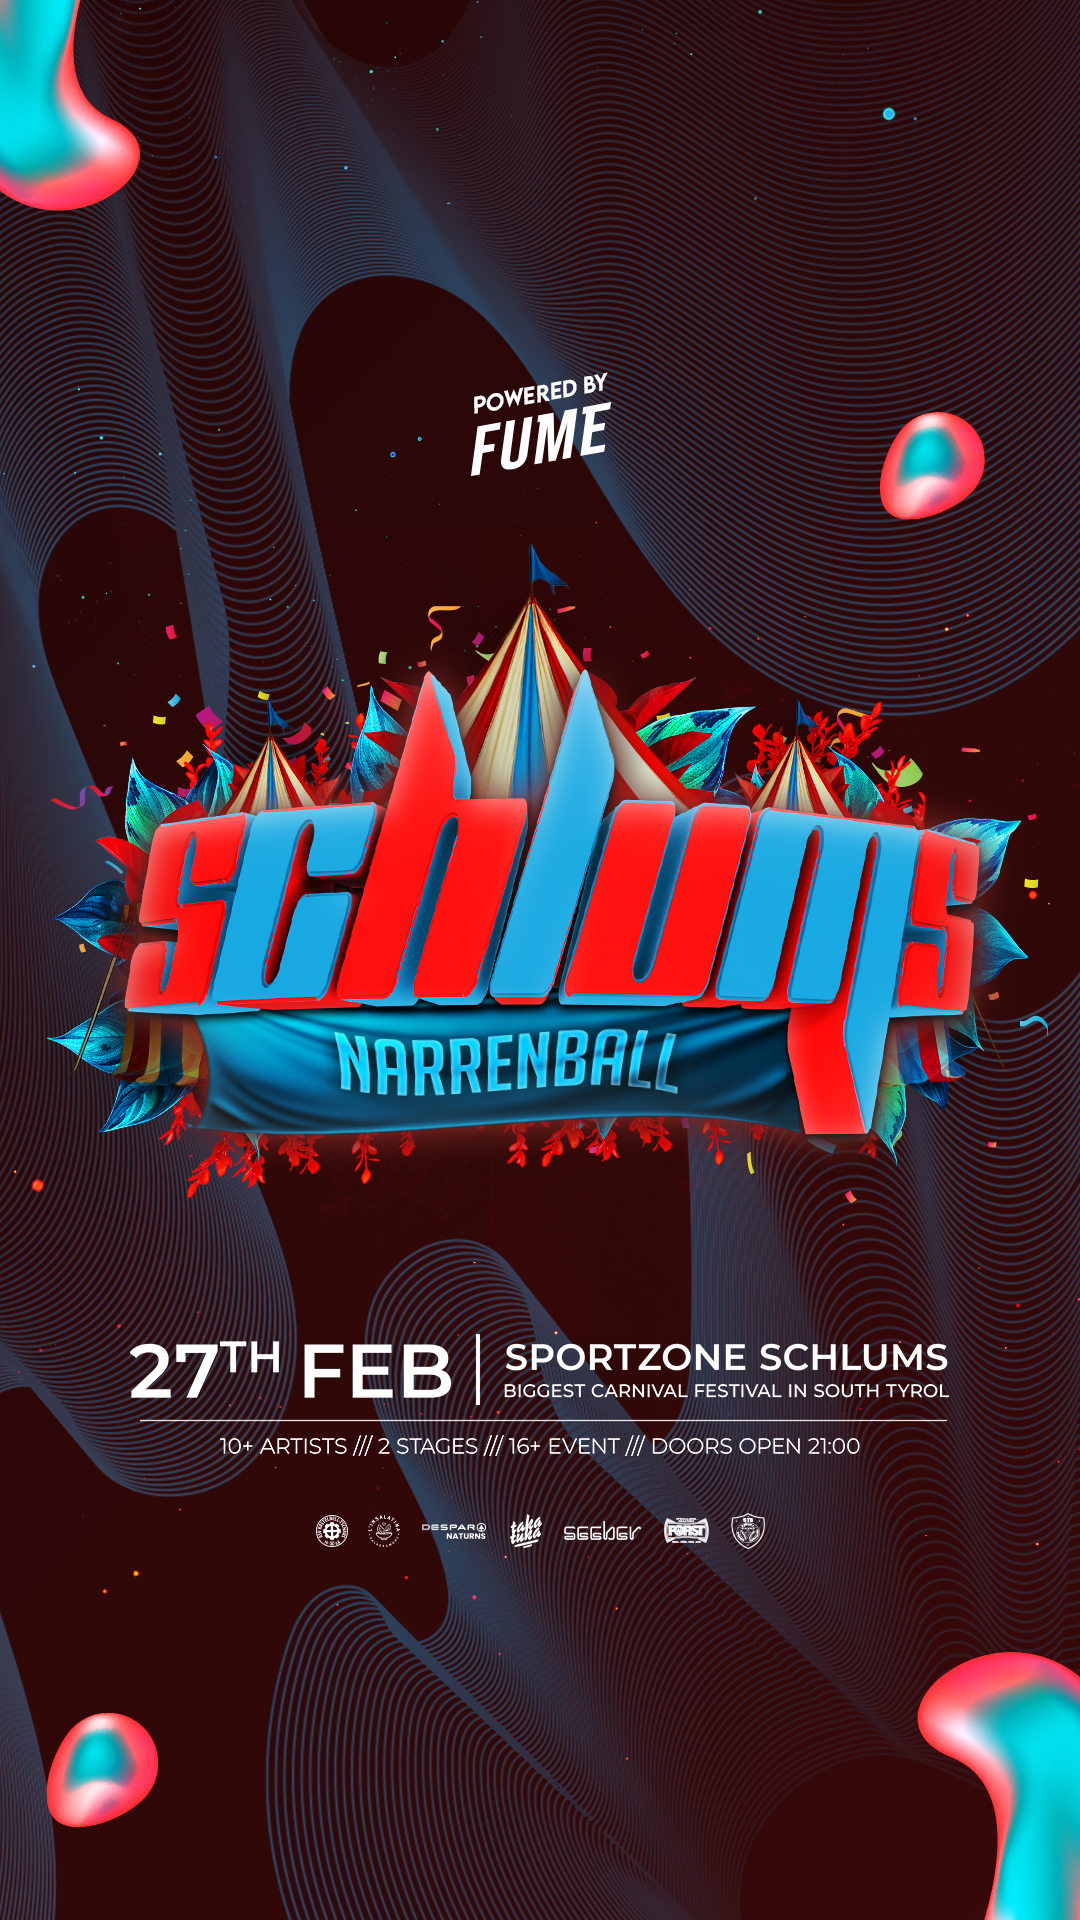 POWERED BY
FUME
schlums
NARRENBALL
27TH FEB
SPORTZONE SCHLUMS
BIGGEST CARNIVAL FESTIVAL IN SOUTH TYROL
10+ ARTISTS /// 2 STAGES /// 16+ EVENT /// DOORS OPEN 21:00
L'INSALATINA
DESPAR
NATURNS
taka
tuka
seeber
FORST